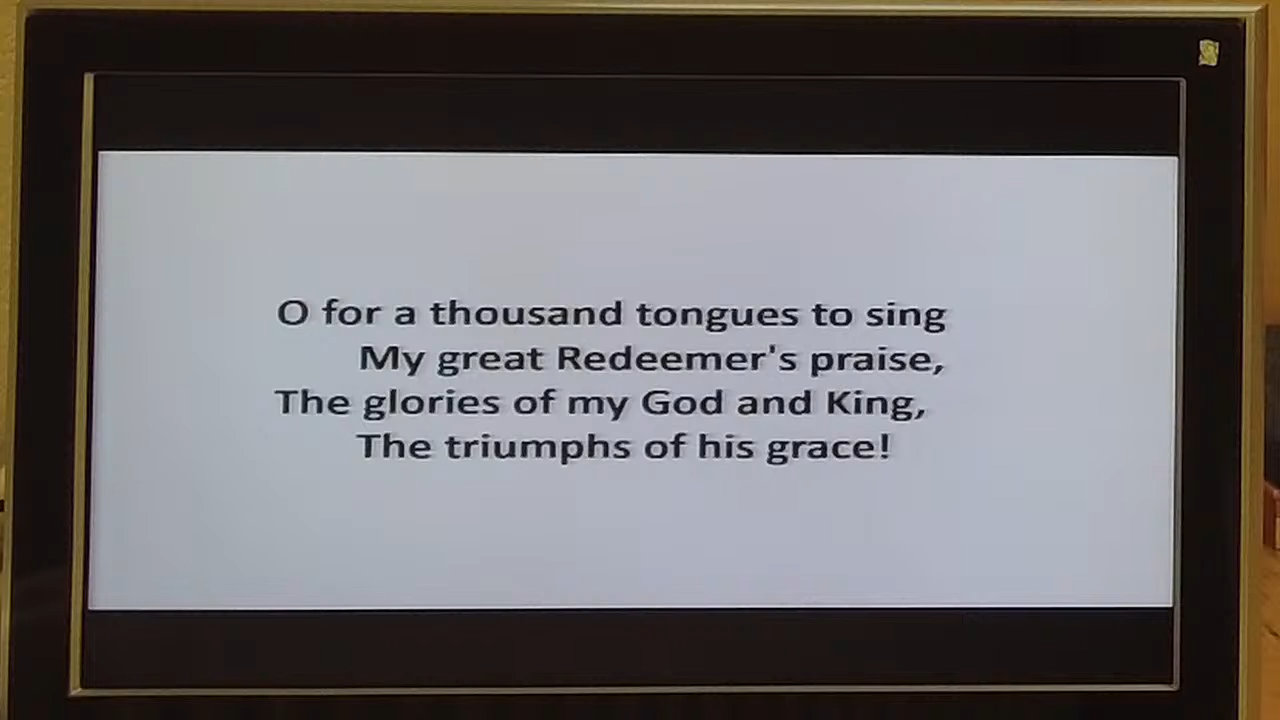 O for a thousand tongues to sing
My great Redeemer's praise,
The glories of my God and King,
The triumphs of his grace!